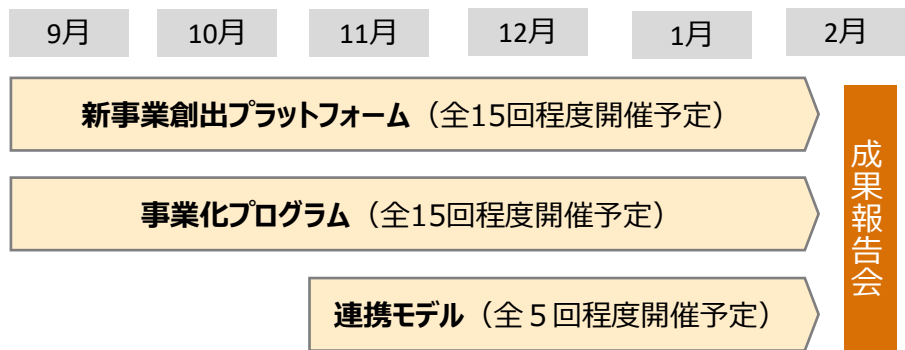 9月 10月 11月 12月 1月 2月
新事業創出プラットフォーム（全15回程度開催予定）
事業化プログラム（全15回程度開催予定）
連携モデル（全５回程度開催予定）
成果報告会